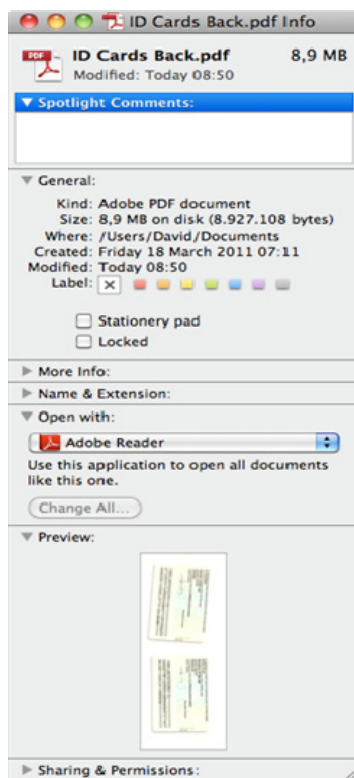 ID Cards Back.pdf Info
PDF
ID Cards Back.pdf 8,9 MB
Modified: Today 08:50
Spotlight Comments:
General:
Kind: Adobe PDF document
Size: 8,9 MB on disk (8.927.108 bytes)
Where: /Users/David/Documents
Created: Friday 18 March 2011 07:11
Modified: Today 08:50
Label:
Stationery pad
Locked
More Info:
Name & Extension:
Open with:
Adobe Reader
Use this application to open all documents
like this one.
Change All...
Preview:
Sharing & Permissions: